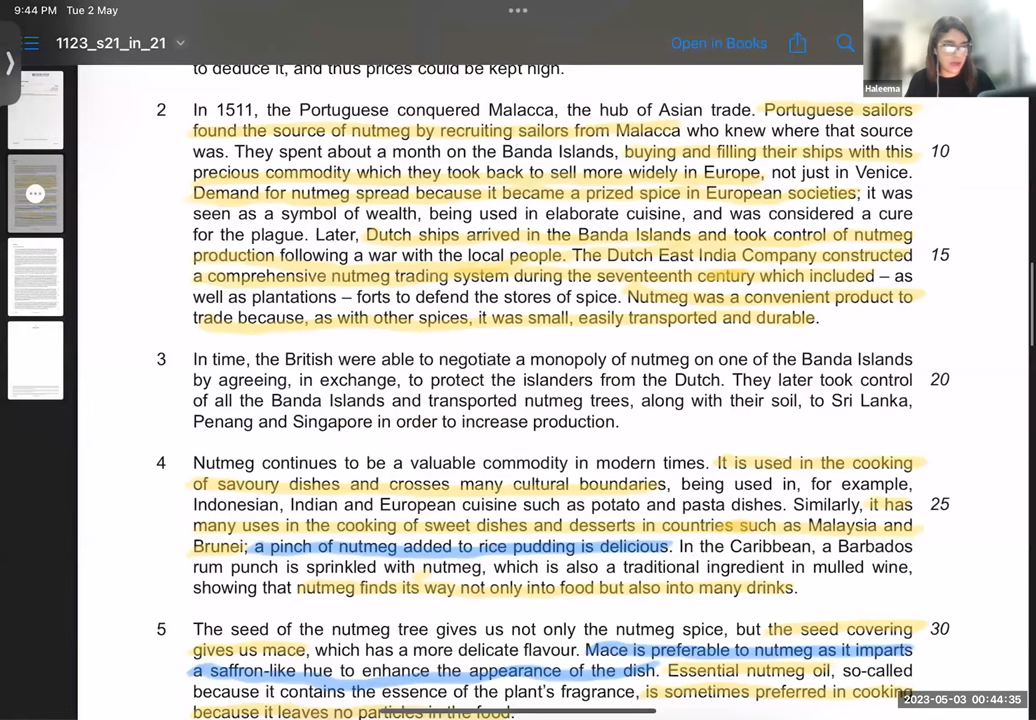 9:44 PM Tue 2 May
1123_s21_in_21
Open in Books
Haleema
to deduce it, and thus prices could be kept high.
2 In 1511, the Portuguese conquered Malacca, the hub of Asian trade. Portuguese sailors
found the source of nutmeg by recruiting sailors from Malacca who knew where that source
was. They spent about a month on the Banda Islands, buying and filling their ships with this 10
precious commodity which they took back to sell more widely in Europe, not just in Venice.
Demand for nutmeg spread because it became a prized spice in European societies; it was
seen as a symbol of wealth, being used in elaborate cuisine, and was considered a cure
for the plague. Later, Dutch ships arrived in the Banda Islands and took control of nutmeg
production following a war with the local people. The Dutch East India Company constructed 15
a comprehensive nutmeg trading system during the seventeenth century which included – as
well as plantations – forts to defend the stores of spice. Nutmeg was a convenient product to
trade because, as with other spices, it was small, easily transported and durable.
3 In time, the British were able to negotiate a monopoly of nutmeg on one of the Banda Islands
by agreeing, in exchange, to protect the islanders from the Dutch. They later took control 20
of all the Banda Islands and transported nutmeg trees, along with their soil, to Sri Lanka,
Penang and Singapore in order to increase production.
4 Nutmeg continues to be a valuable commodity in modern times. It is used in the cooking
of savoury dishes and crosses many cultural boundaries, being used in, for example,
Indonesian, Indian and European cuisine such as potato and pasta dishes. Similarly, it has 25
many uses in the cooking of sweet dishes and desserts in countries such as Malaysia and
Brunei; a pinch of nutmeg added to rice pudding is delicious. In the Caribbean, a Barbados
rum punch is sprinkled with nutmeg, which is also a traditional ingredient in mulled wine,
showing that nutmeg finds its way not only into food but also into many drinks.
5 The seed of the nutmeg tree gives us not only the nutmeg spice, but the seed covering 30
gives us mace, which has a more delicate flavour. Mace is preferable to nutmeg as it imparts
a saffron-like hue to enhance the appearance of the dish. Essential nutmeg oil, so-called
because it contains the essence of the plant's fragrance, is sometimes preferred in cooking
2023-05-03 00:44:35
because it leaves no particles in the food.